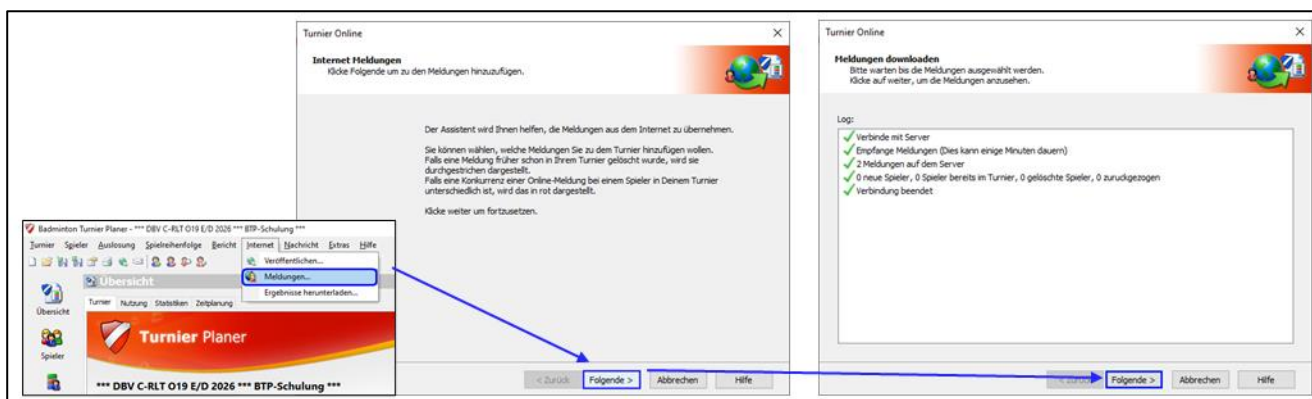 Turnier Online
Internet Meldungen
Klicke Folgende um zu den Meldungen hinzuzufügen.
Der Assistent wird Ihnen helfen, die Meldungen aus dem Internet zu übernehmen.
Sie können wählen, welche Meldungen Sie zu dem Turnier hinzufügen wollen.
Falls eine Meldung früher schon in Ihrem Turnier gelöscht wurde, wird sie
durchgestrichen dargestellt.
Falls eine Konkurrenz einer Online-Meldung bei einem Spieler in Deinem Turnier
unterschiedlich ist, wird das in rot dargestellt.
Klicke weiter um fortzusetzen.
< Zurück Folgende > Abbrechen Hilfe
Turnier Online
Meldungen downloaden
Bitte warten bis die Meldungen ausgewählt werden.
Klicke auf weiter, um die Meldungen anzusehen.
Log:
Verbinde mit Server
Empfange Meldungen (Dies kann einige Minuten dauern)
2 Meldungen auf dem Server
0 neue Spieler, 0 Spieler bereits im Turnier, 0 gelöschte Spieler, 0 zuruckgezogen
Verbindung beendet
< Zurück Folgende > Abbrechen Hilfe
Badminton Turnier Planer - *** DBV C-RLT O19 E/D 2026 *** BTP-Schulung ***
Turnier Spieler Auslosung Spielreihenfolge Bericht Internet Nachricht Extras Hilfe
Veröffentlichen...
Meldungen...
Ergebnisse herunterladen...
Übersicht
Turnier Nutzung Statistiken Zeitplanung
Übersicht
Spieler
Turnier Planer
*** DBV C-RLT O19 E/D 2026 *** BTP-Schulung ***